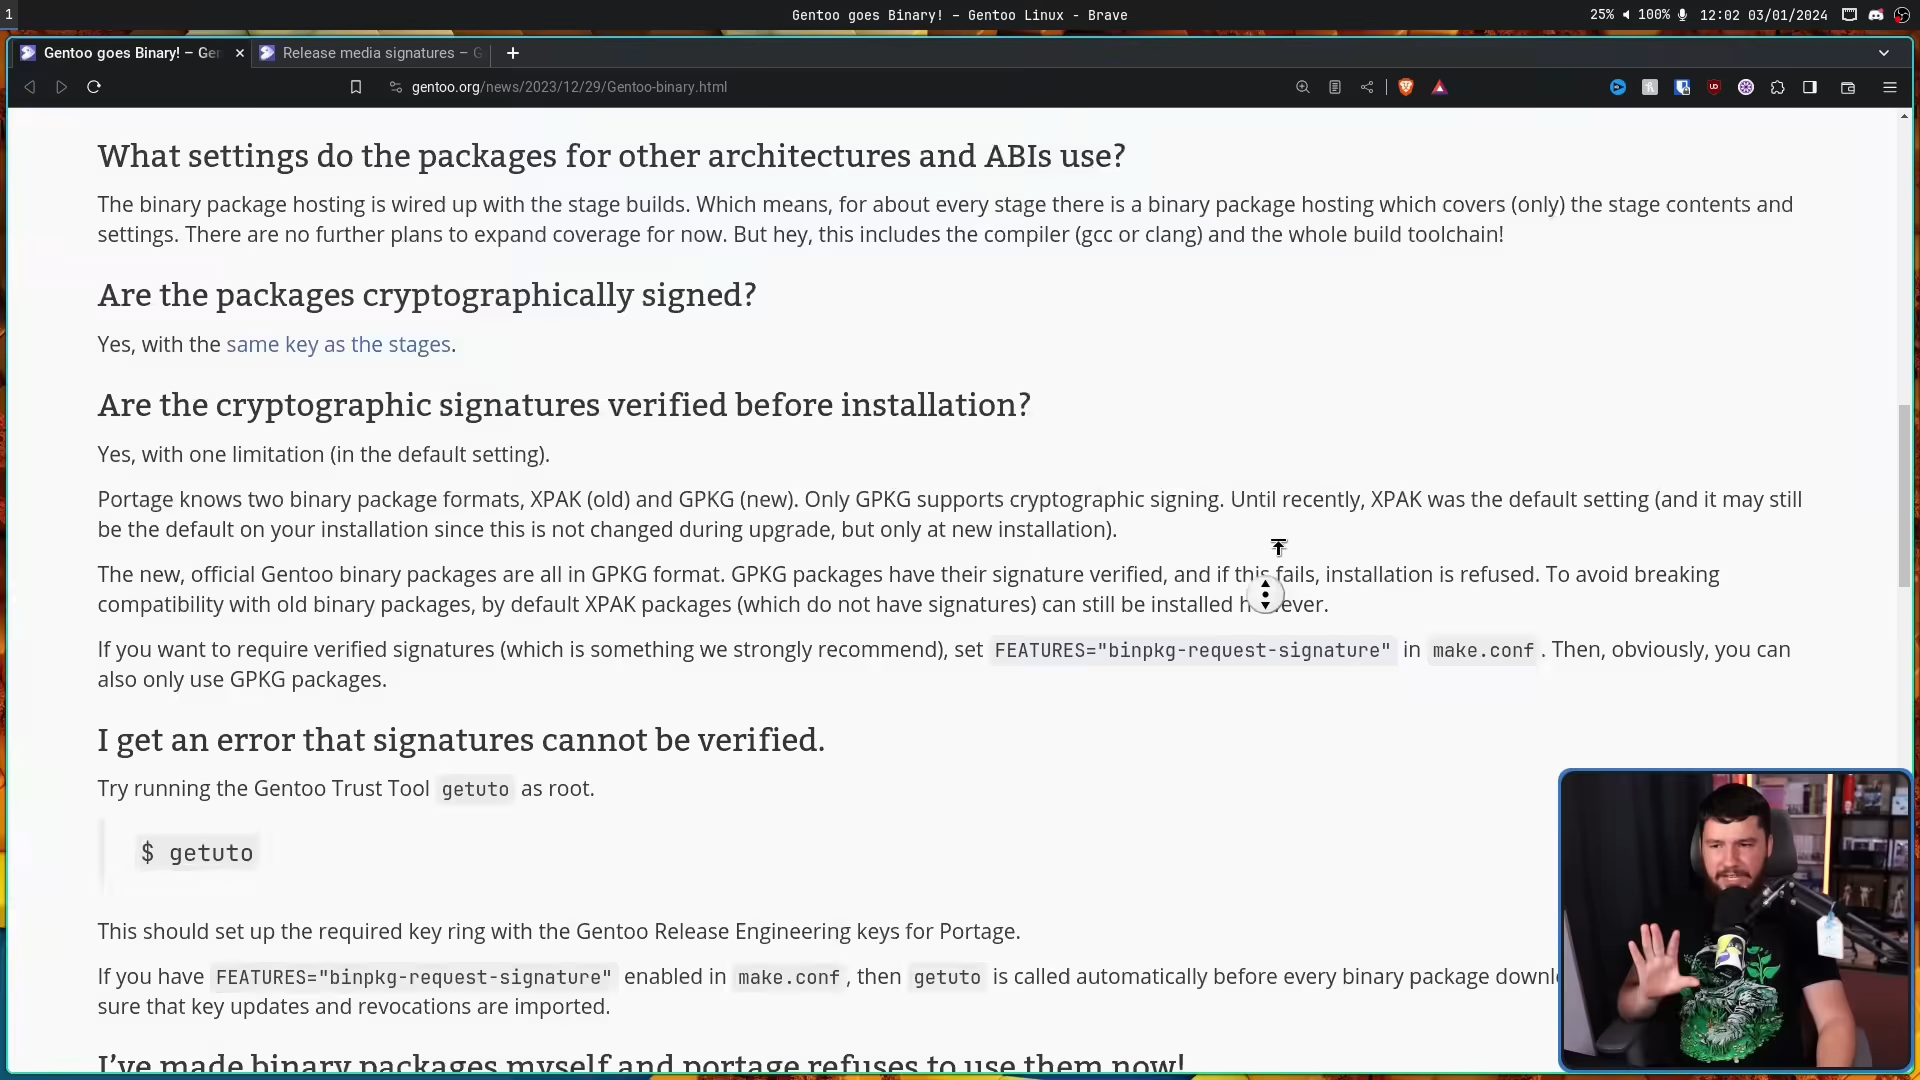 1
Gentoo goes Binary! – Gentoo Linux - Brave
25% 100% 12:02 03/01/2024
Gentoo goes Binary! – Ge
Release media signatures – G
gentoo.org/news/2023/12/29/Gentoo-binary.html
What settings do the packages for other architectures and ABIs use?
The binary package hosting is wired up with the stage builds. Which means, for about every stage there is a binary package hosting which covers (only) the stage contents and
settings. There are no further plans to expand coverage for now. But hey, this includes the compiler (gcc or clang) and the whole build toolchain!
Are the packages cryptographically signed?
Yes, with the same key as the stages.
Are the cryptographic signatures verified before installation?
Yes, with one limitation (in the default setting).
Portage knows two binary package formats, XPAK (old) and GPKG (new). Only GPKG supports cryptographic signing. Until recently, XPAK was the default setting (and it may still
be the default on your installation since this is not changed during upgrade, but only at new installation).
The new, official Gentoo binary packages are all in GPKG format. GPKG packages have their signature verified, and if this fails, installation is refused. To avoid breaking
compatibility with old binary packages, by default XPAK packages (which do not have signatures) can still be installed however.
If you want to require verified signatures (which is something we strongly recommend), set FEATURES="binpkg-request-signature" in make.conf. Then, obviously, you can
also only use GPKG packages.
I get an error that signatures cannot be verified.
Try running the Gentoo Trust Tool getuto as root.
$ getuto
This should set up the required key ring with the Gentoo Release Engineering keys for Portage.
If you have FEATURES="binpkg-request-signature" enabled in make.conf, then getuto is called automatically before every binary package downl
sure that key updates and revocations are imported.
I've made binary packages myself and portage refuses to use them now!